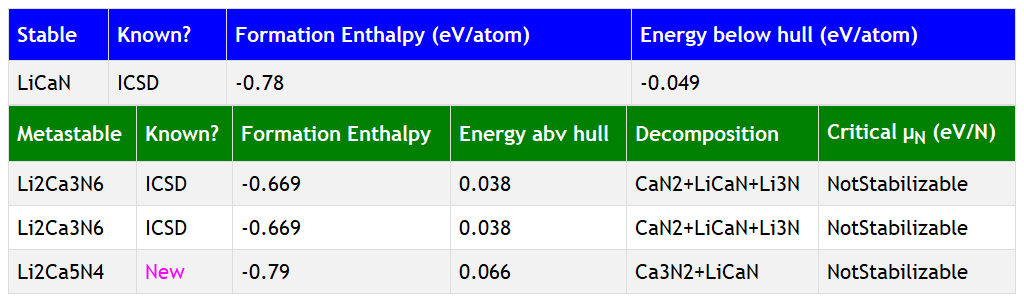 Stable Known? Formation Enthalpy (eV/atom) Energy below hull (eV/atom)
LiCaN ICSD -0.78 -0.049
Metastable Known? Formation Enthalpy Energy abv hull Decomposition Critical μN (eV/N)
Li2Ca3N6 ICSD -0.669 0.038 CaN2+LiCaN+Li3N NotStabilizable
Li2Ca3N6 ICSD -0.669 0.038 CaN2+LiCaN+Li3N NotStabilizable
Li2Ca5N4 New -0.79 0.066 Ca3N2+LiCaN NotStabilizable